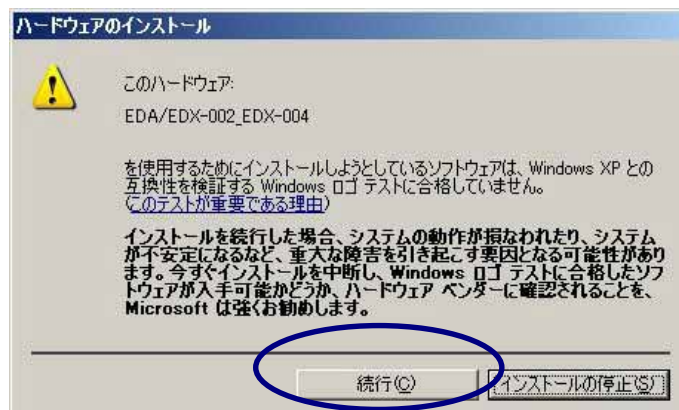 ハードウェアのインストール
このハードウェア:
EDA/EDX-002_EDX-004
を使用するためにインストールしようとしているソフトウェアは、Windows XP との
互換性を検証する Windows ロゴ テストに合格していません。
(このテストが重要である理由)
インストールを続行した場合、システムの動作が損なわれたり、システム
が不安定になるなど、重大な障害を引き起こす要因となる可能性があり
ます。今すぐインストールを中断し、Windows ロゴ テストに合格したソフ
トウェアが入手可能かどうか、ハードウェア ベンダーに確認されることを、
Microsoft は強くお勧めします。
続行(C) インストールの停止(S)